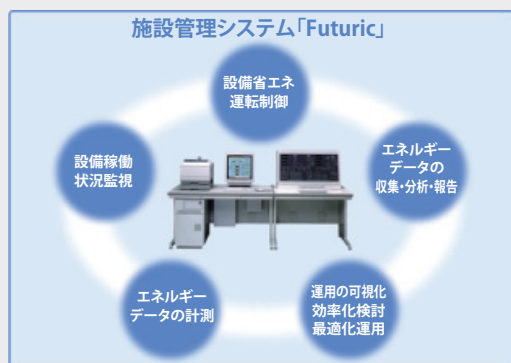 施設管理システム「Futuric」
設備省エネ
運転制御
エネルギー
データの
収集・分析・報告
運用の可視化
効率化検討
最適化運用
エネルギー
データの計測
設備稼働
状況監視